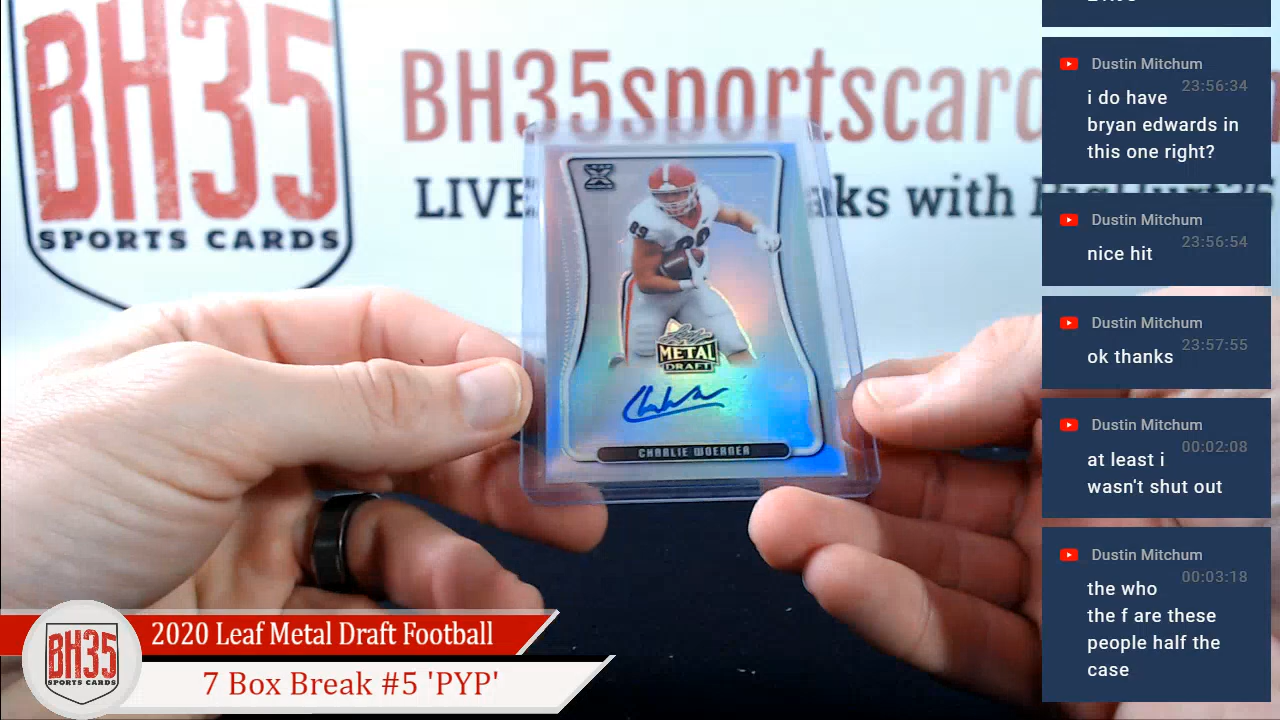 BH35
SPORTS CARDS
BH35sportscard
LIVE aks with
LEAF
X
89
89
METAL
DRAFT
CHARLIE WOERNER
Dustin Mitchum
23:56:34
i do have
bryan edwards in
this one right?
Dustin Mitchum
23:56:54
nice hit
Dustin Mitchum
23:57:55
ok thanks
Dustin Mitchum
00:02:08
at least i
wasn't shut out
Dustin Mitchum
00:03:18
the who
the f are these
people half the
case
BH35
SPORTS CARDS
2020 Leaf Metal Draft Football
7 Box Break #5 'PYP'